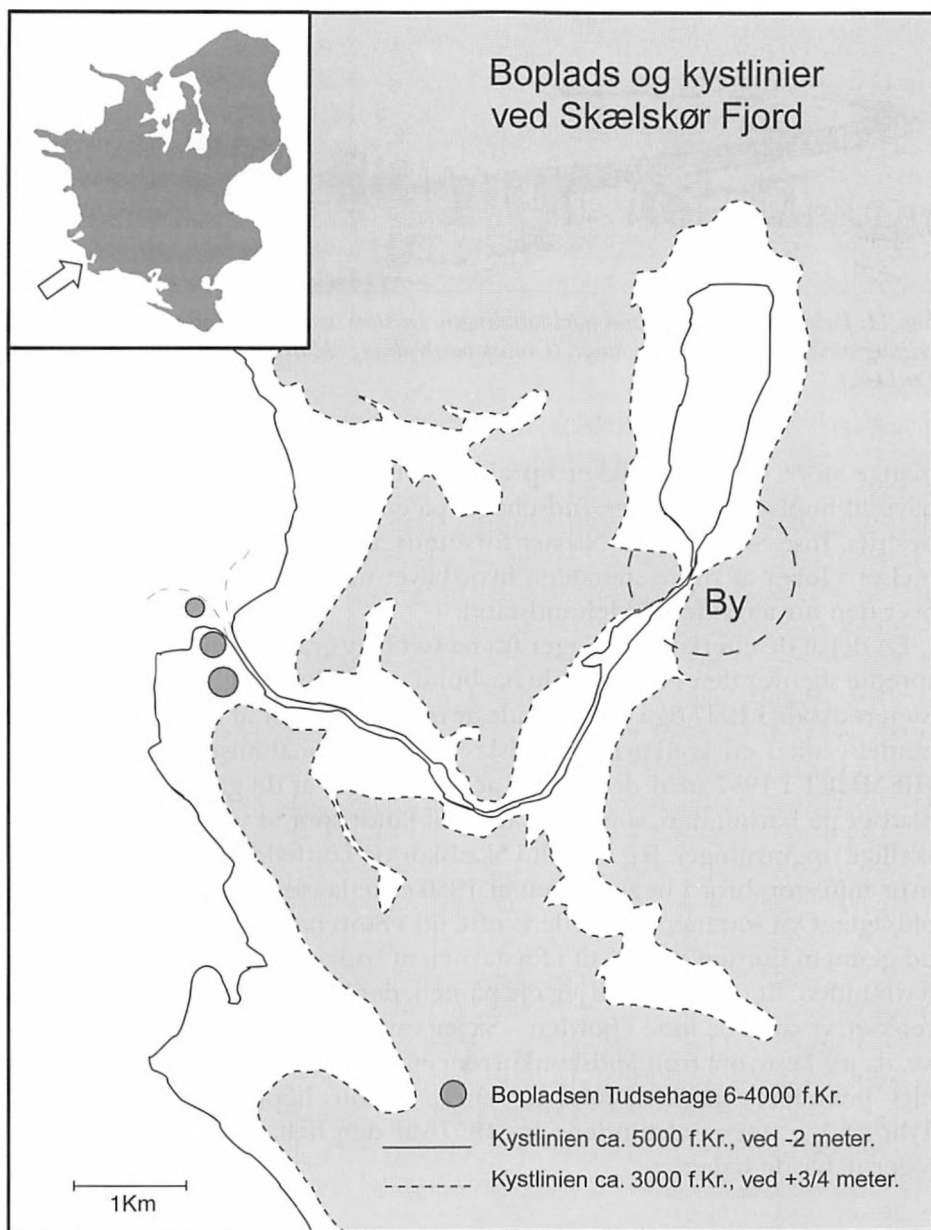 Boplads og kystlinier
ved Skælskør Fjord
By
Bopladsen Tudsehage 6-4000 f.Kr.
Kystlinien ca. 5000 f.Kr., ved -2 meter.
Kystlinien ca. 3000 f.Kr., ved +3/4 meter.
1Km